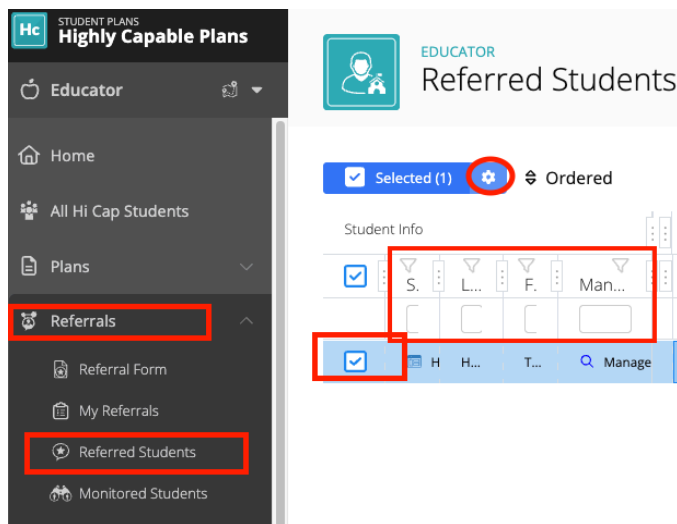 Hc
STUDENT PLANS
Highly Capable Plans
Educator
Home
All Hi Cap Students
Plans
Referrals
Referral Form
My Referrals
Referred Students
Monitored Students
EDUCATOR
Referred Students
Selected (1)
Ordered
Student Info
S. L... F. Man...
H H... T... Manage